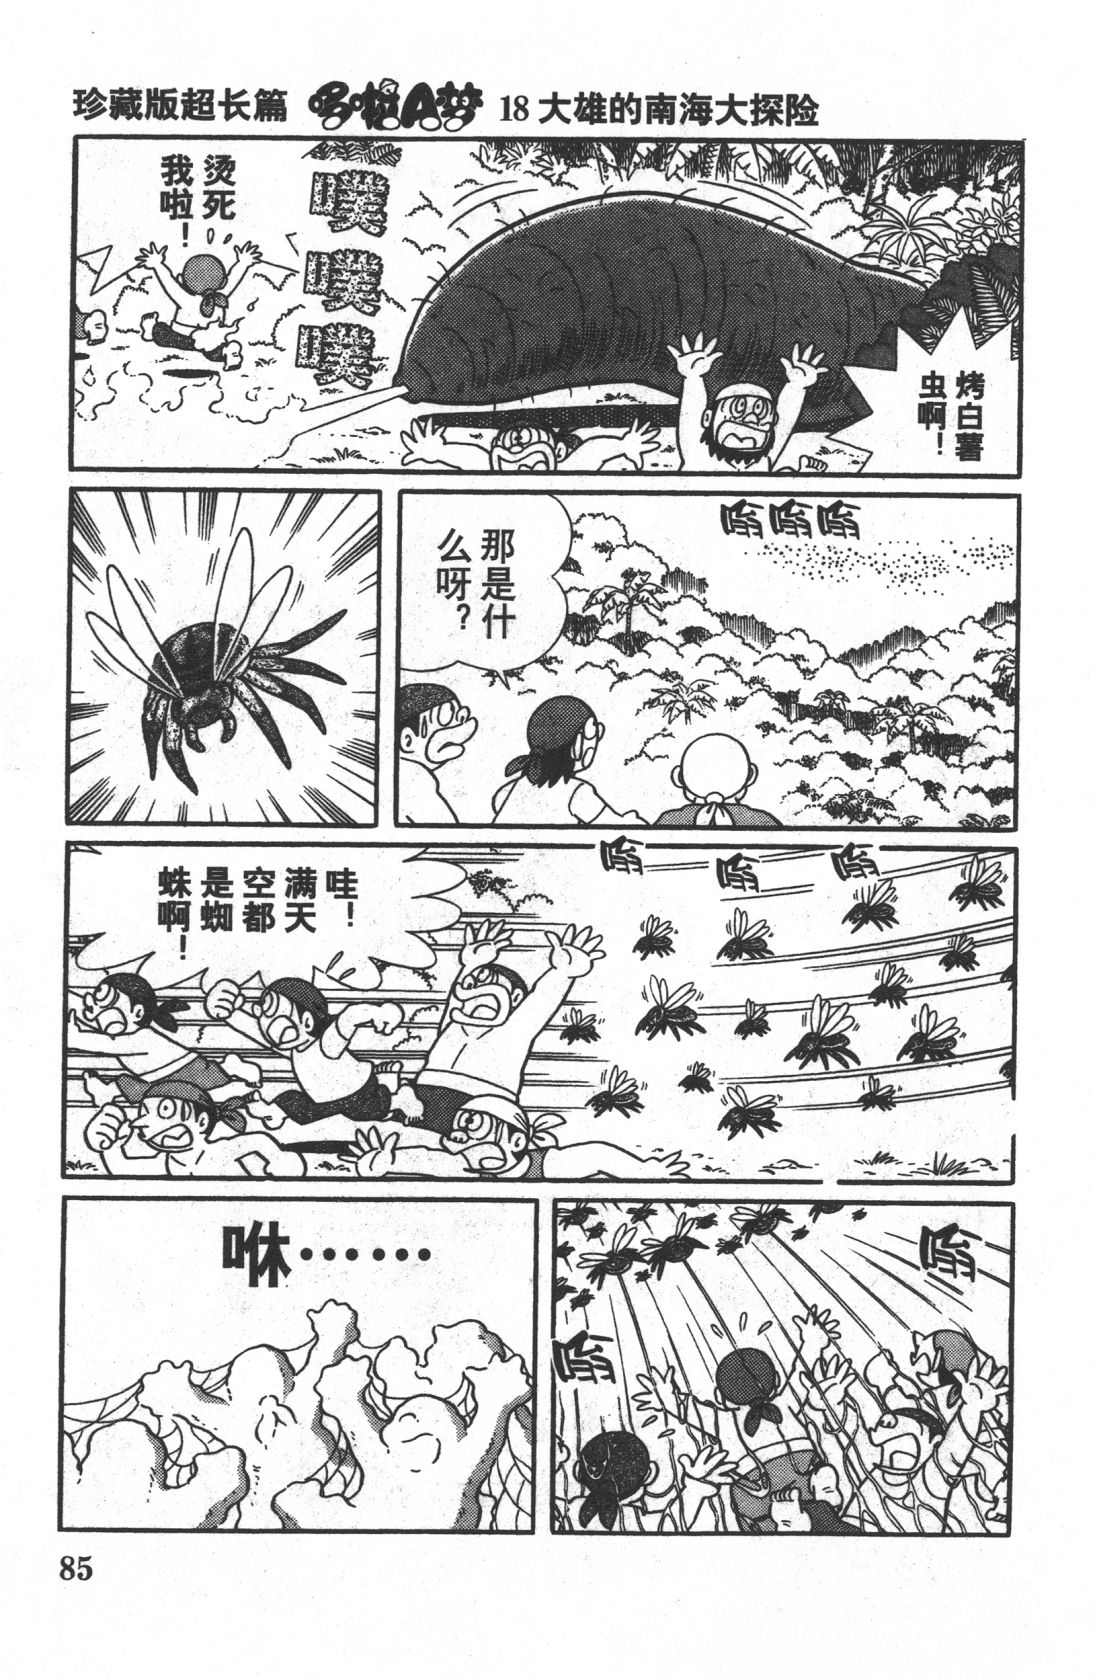 珍藏版超长篇 哆啦A梦 18大雄的南海大探险
烤白薯
虫啊！
噗
噗
噗
烫死
我啦！
嗡嗡嗡
那是什
么呀？
嗡
嗡
嗡
哇！
满天
空都
是蜘
蛛啊！
嗡
嗡
咻……
85